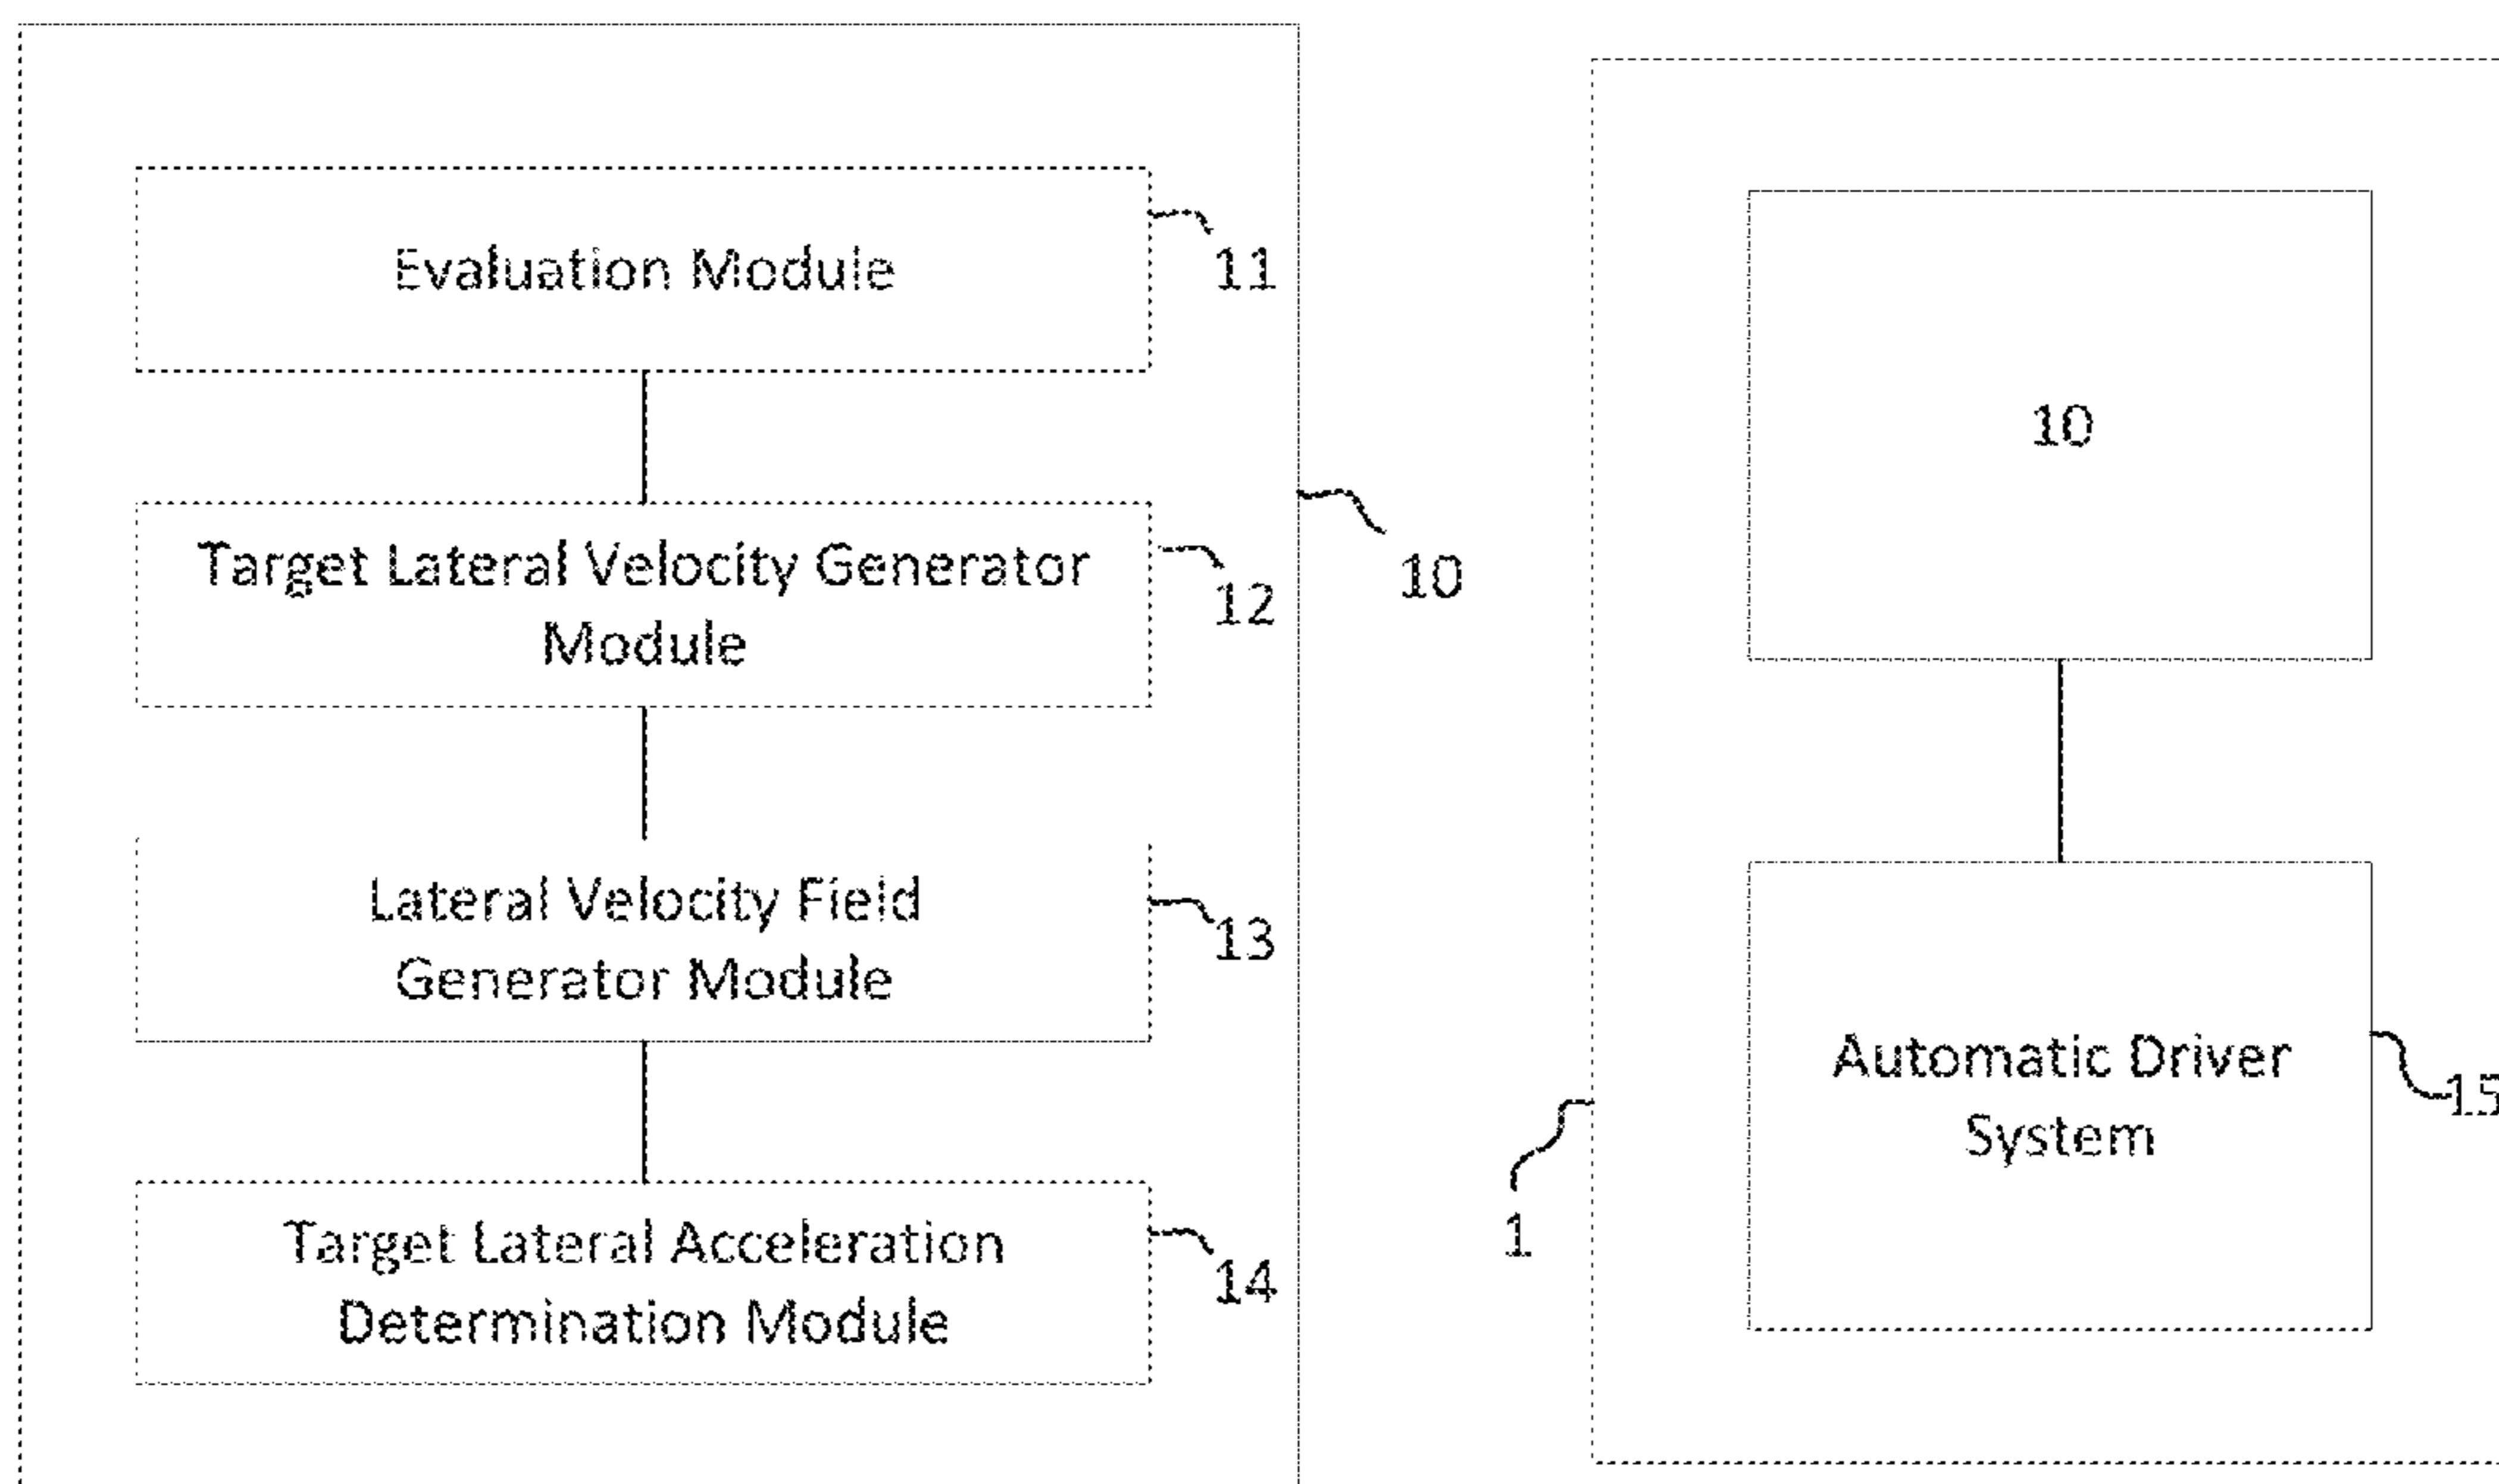 Evaluation Module
11
Target Lateral Velocity Generator
Module
12
10
Lateral Velocity Field
Generator Module
13
Target Lateral Acceleration
Determination Module
14
10
Automatic Driver
System
15
1